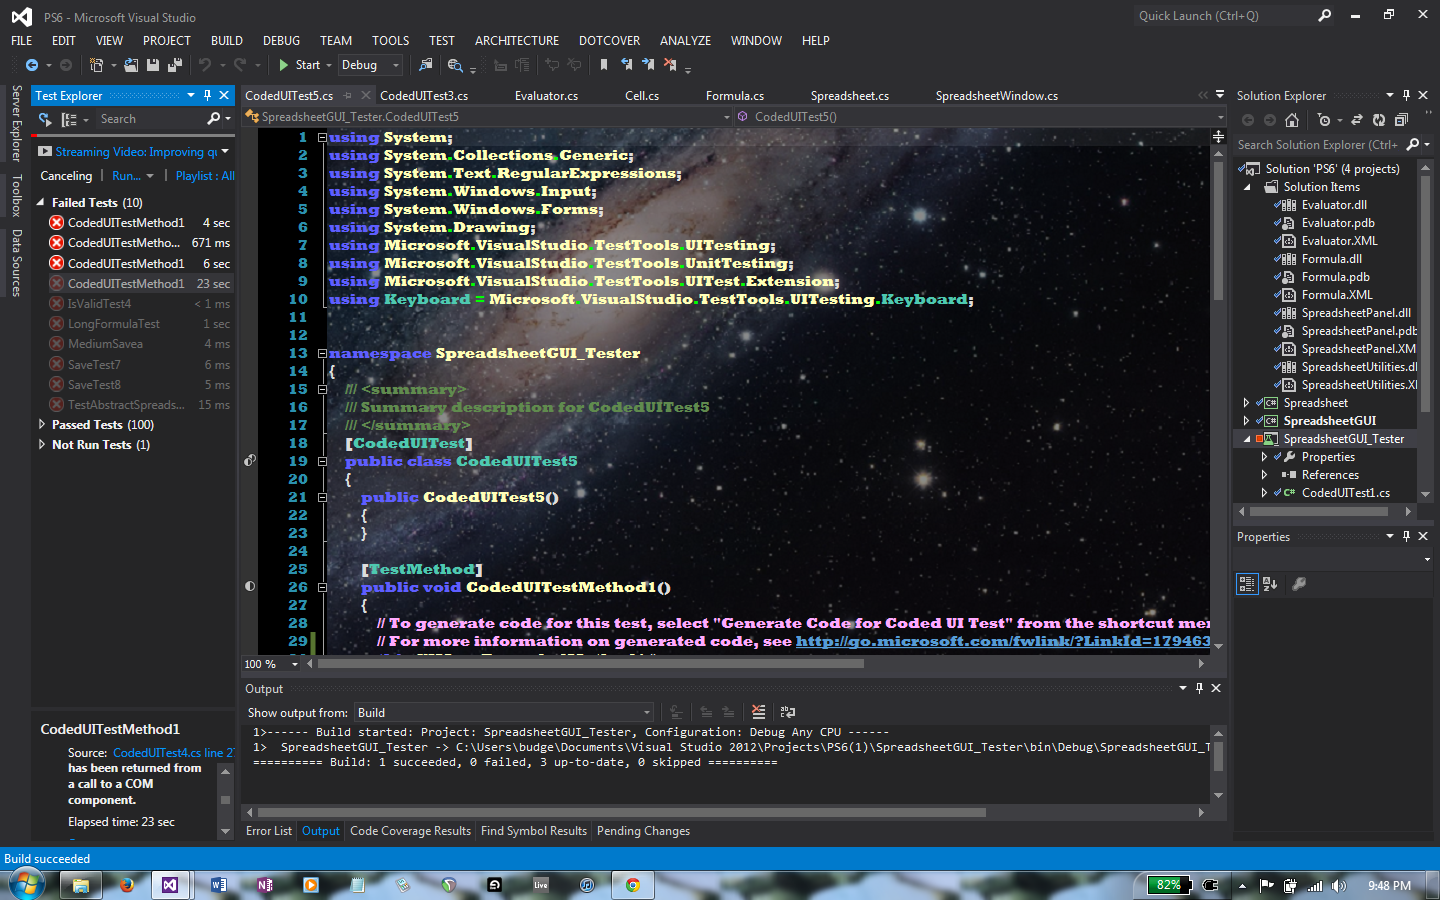 PS6 - Microsoft Visual Studio
Quick Launch (Ctrl+Q)
FILE EDIT VIEW PROJECT BUILD DEBUG TEAM TOOLS TEST ARCHITECTURE DOTCOVER ANALYZE WINDOW HELP
Start Debug
Server Explorer
Toolbox
Data Sources
Test Explorer
Search
Streaming Video: Improving qu
Canceling Run... Playlist : All
Failed Tests (10)
CodedUITestMethod1 4 sec
CodedUITestMetho... 671 ms
CodedUITestMethod1 6 sec
CodedUITestMethod1 23 sec
IsValidTest4 < 1 ms
LongFormulaTest 1 sec
MediumSavea 4 ms
SaveTest7 6 ms
SaveTest8 5 ms
TestAbstractSpreads... 15 ms
Passed Tests (100)
Not Run Tests (1)
CodedUITestMethod1
Source: CodedUITest4.cs line 2
has been returned from
a call to a COM
component.
Elapsed time: 23 sec
CodedUITest5.cs CodedUITest3.cs Evaluator.cs Cell.cs Formula.cs Spreadsheet.cs SpreadsheetWindow.cs
SpreadsheetGUI_Tester.CodedUITest5 CodedUITest5()
1 using System;
2 using System.Collections.Generic;
3 using System.Text.RegularExpressions;
4 using System.Windows.Input;
5 using System.Windows.Forms;
6 using System.Drawing;
7 using Microsoft.VisualStudio.TestTools.UITesting;
8 using Microsoft.VisualStudio.TestTools.UnitTesting;
9 using Microsoft.VisualStudio.TestTools.UITest.Extension;
10 using Keyboard = Microsoft.VisualStudio.TestTools.UITesting.Keyboard;
11
12
13 namespace SpreadsheetGUI_Tester
14 {
15 /// <summary>
16 /// Summary description for CodedUITest5
17 /// </summary>
18 [CodedUITest]
19 public class CodedUITest5
20 {
21 public CodedUITest5()
22 {
23 }
24
25 [TestMethod]
26 public void CodedUITestMethod1()
27 {
28 // To generate code for this test, select "Generate Code for Coded UI Test" from the shortcut mer
29 // For more information on generated code, see http://go.microsoft.com/fwlink/?LinkId=179463
100 %
Output
Show output from: Build
1>------ Build started: Project: SpreadsheetGUI_Tester, Configuration: Debug Any CPU ------
1> SpreadsheetGUI_Tester -> C:\Users\budge\Documents\Visual Studio 2012\Projects\PS6(1)\SpreadsheetGUI_Tester\bin\Debug\SpreadsheetGUI_T
========== Build: 1 succeeded, 0 failed, 3 up-to-date, 0 skipped ==========
Error List Output Code Coverage Results Find Symbol Results Pending Changes
Solution Explorer
Search Solution Explorer (Ctrl+
Solution 'PS6' (4 projects)
Solution Items
Evaluator.dll
Evaluator.pdb
Evaluator.XML
Formula.dll
Formula.pdb
Formula.XML
SpreadsheetPanel.dll
SpreadsheetPanel.pdb
SpreadsheetPanel.XM
SpreadsheetUtilities.dl
SpreadsheetUtilities.XI
Spreadsheet
SpreadsheetGUI
SpreadsheetGUI_Tester
Properties
References
CodedUITest1.cs
Properties
Build succeeded
Live
82%
9:48 PM